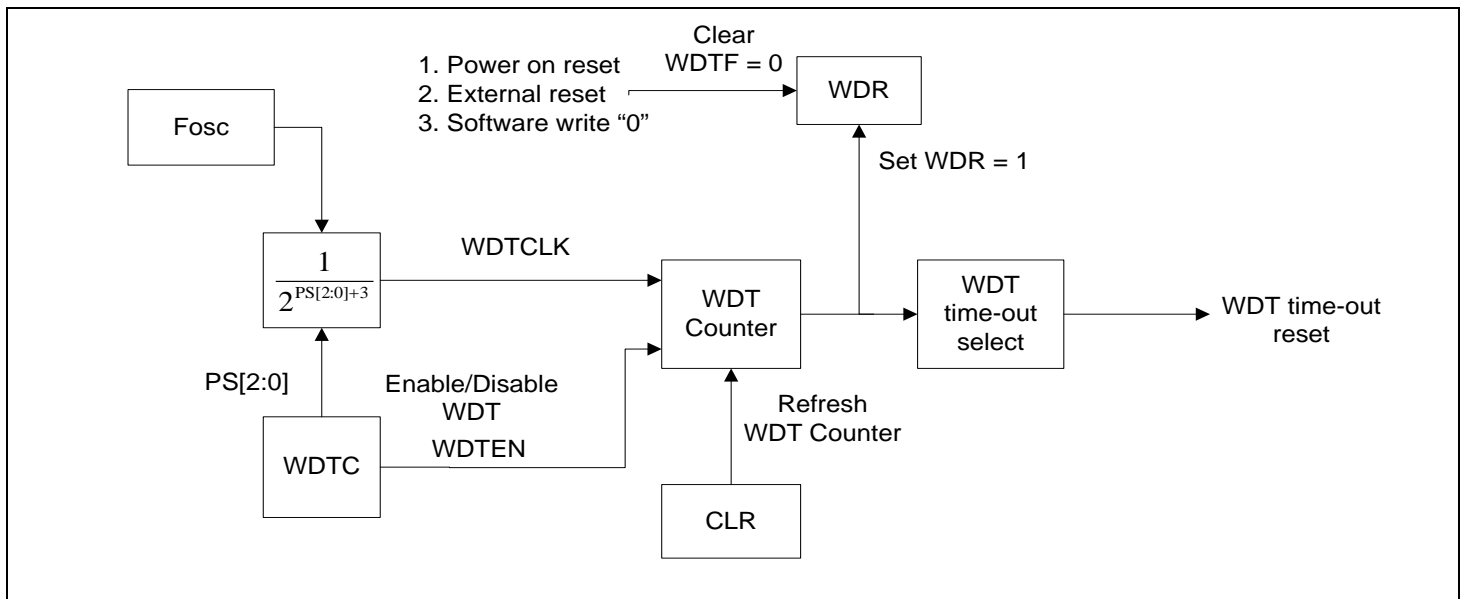 Clear
WDTF = 0
1. Power on reset
2. External reset
3. Software write “0”
WDR
Fosc
Set WDR = 1
1
2^PS[2:0]+3
WDTCLK
WDT
Counter
WDT
time-out
select
WDT time-out
reset
PS[2:0]
Enable/Disable
WDT
WDTEN
Refresh
WDT Counter
WDTC
CLR